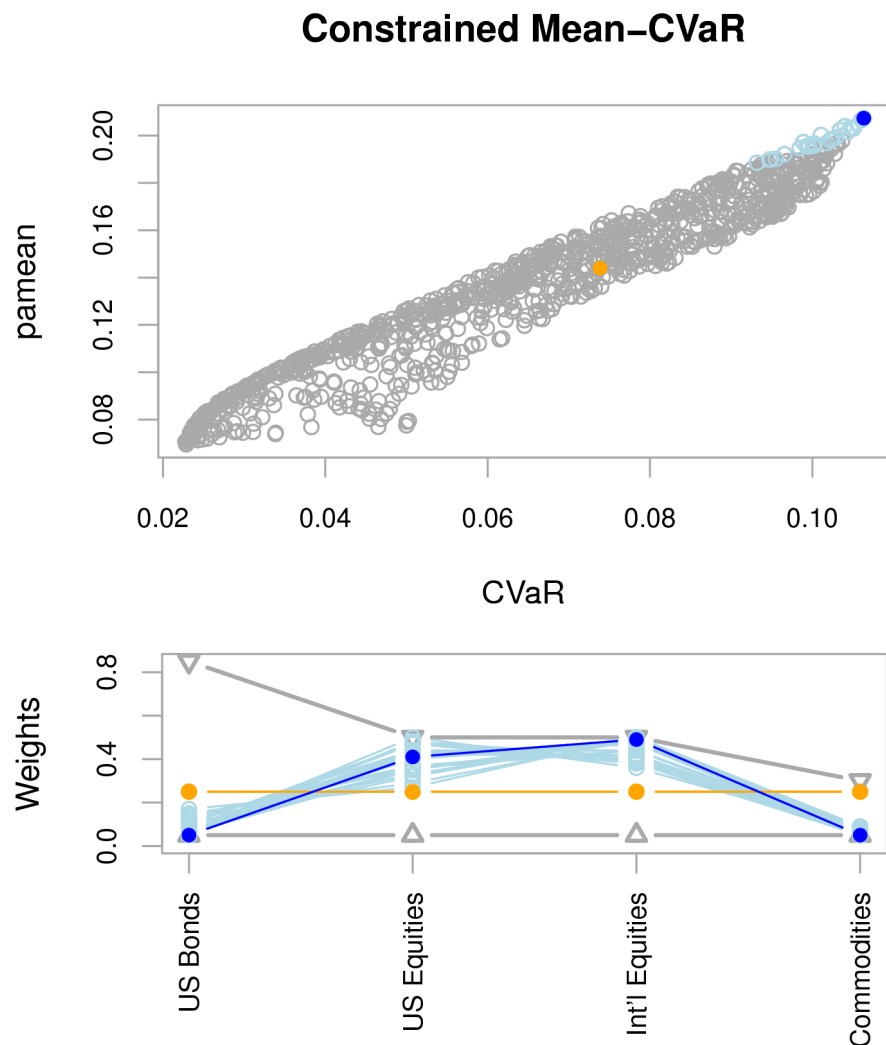 Constrained Mean−CVaR
pamean
0.20
0.16
0.12
0.08
0.02 0.04 0.06 0.08 0.10
CVaR
Weights
0.8
0.4
0.0
US Bonds
US Equities
Int'l Equities
Commodities